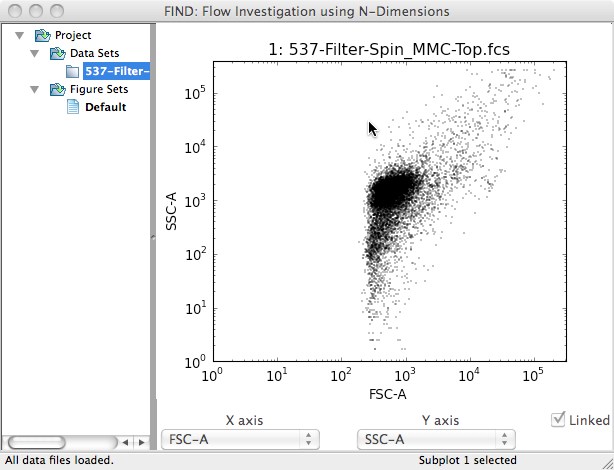 FIND: Flow Investigation using N-Dimensions
Project
Data Sets
537-Filter-
Figure Sets
Default
1: 537-Filter-Spin_MMC-Top.fcs
SSC-A
10^5
10^4
10^3
10^2
10^1
10^0
10^0 10^1 10^2 10^3 10^4 10^5
FSC-A
X axis Y axis Linked
FSC-A SSC-A
All data files loaded. Subplot 1 selected